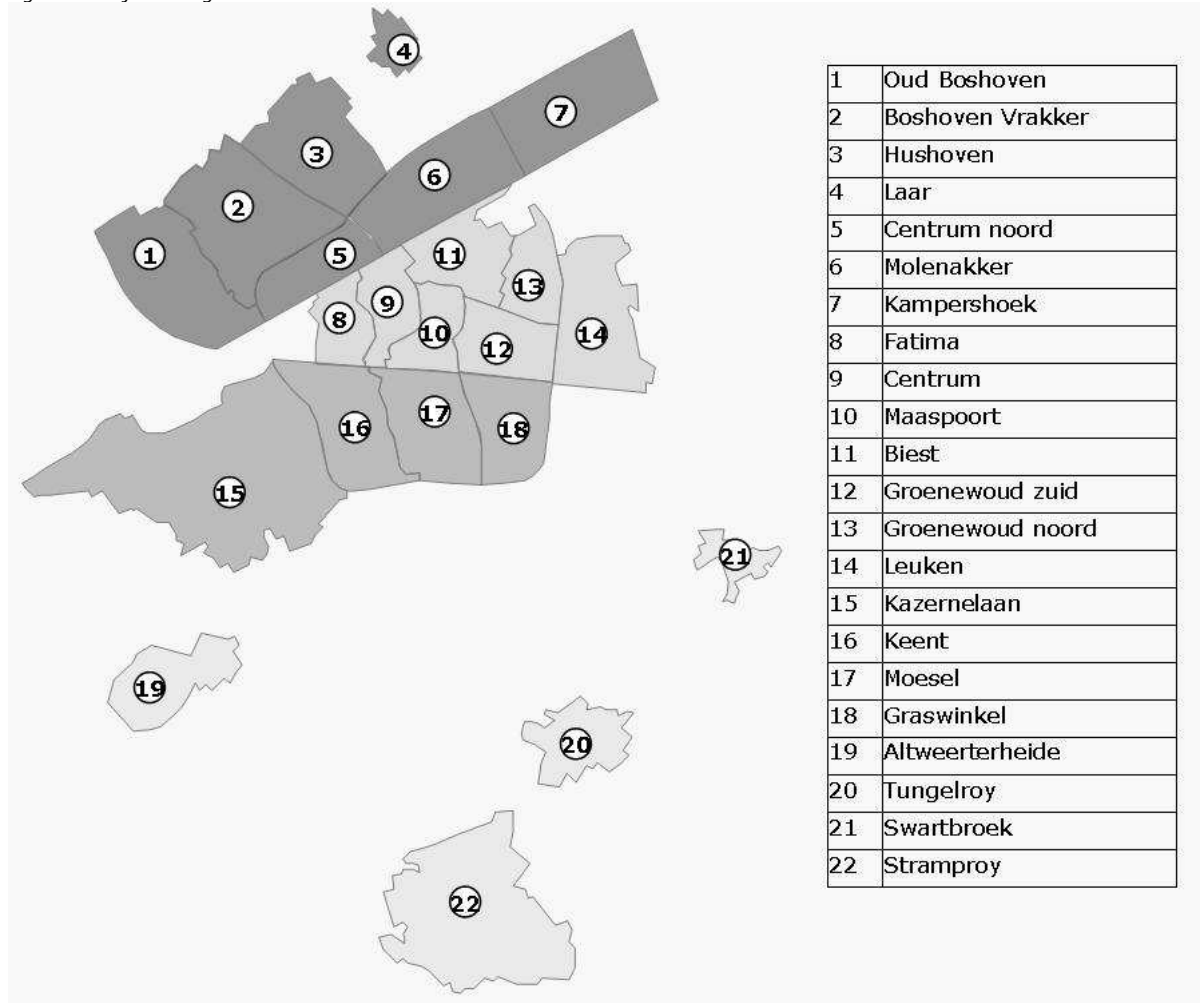 4
7
3
6
2
1
5
11
13
9
8
10
14
12
17
16
18
15
21
19
20
22
1 Oud Boshoven
2 Boshoven Vrakker
3 Hushoven
4 Laar
5 Centrum noord
6 Molenakker
7 Kampershoek
8 Fatima
9 Centrum
10 Maaspoort
11 Biest
12 Groenewoud zuid
13 Groenewoud noord
14 Leuken
15 Kazernelaan
16 Keent
17 Moesel
18 Graswinkel
19 Altweerterheide
20 Tungelroy
21 Swartbroek
22 Stramproy